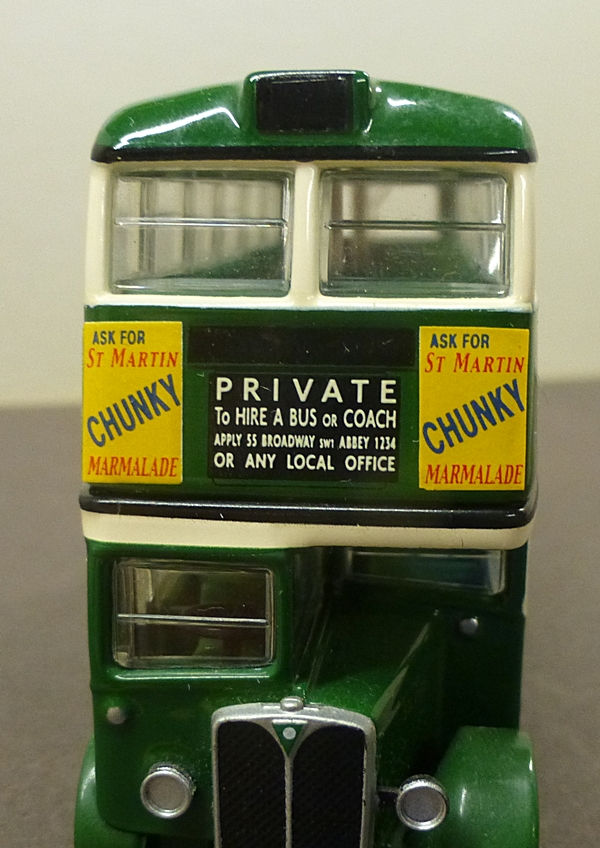 ASK FOR
ST MARTIN
CHUNKY
MARMALADE
PRIVATE
To HIRE A BUS OR COACH
APPLY 55 BROADWAY SW1 ABBEY 1234
OR ANY LOCAL OFFICE
ASK FOR
ST MARTIN
CHUNKY
MARMALADE